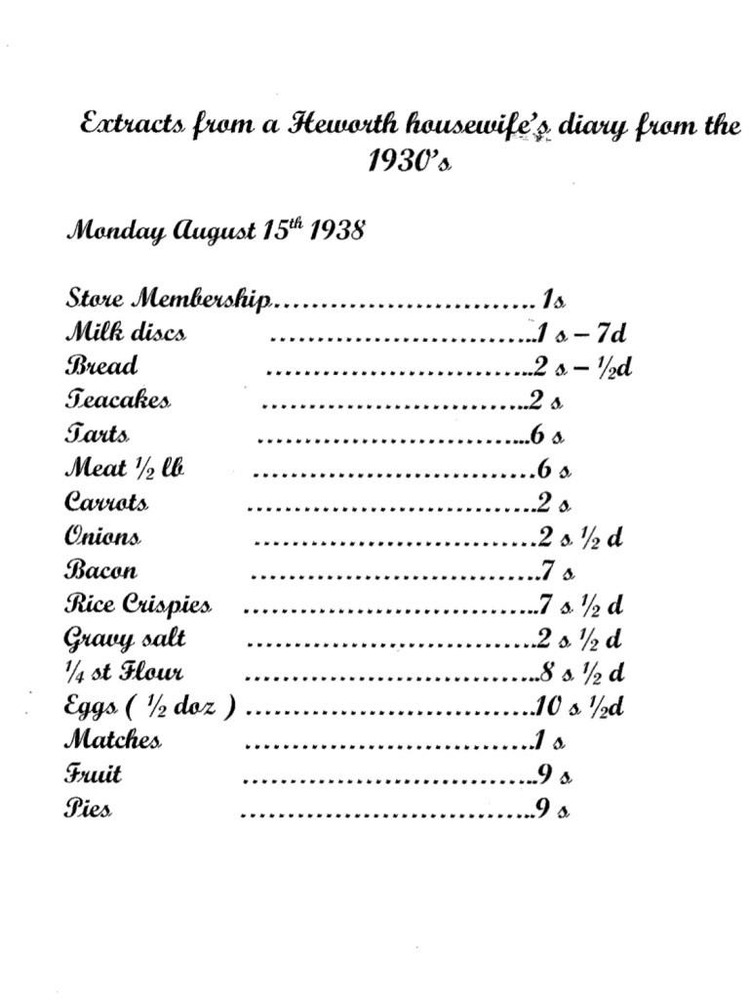 Extracts from a Heworth housewife's diary from the
1930's
Monday August 15th 1938
Store Membership............................ 1s
Milk discs ............................1 s – 7d
Bread ............................2 s – ½d
Teacakes ............................2 s
Tarts ............................6 s
Meat ½ lb ............................6 s
Carrots ............................2 s
Onions ............................2 s ½ d
Bacon ............................7 s
Rice Crispies ............................7 s ½ d
Gravy salt ............................2 s ½ d
¼ st Flour ............................8 s ½ d
Eggs ( ½ doz ) ............................10 s ½d
Matches ............................1 s
Fruit ............................9 s
Pies ............................9 s